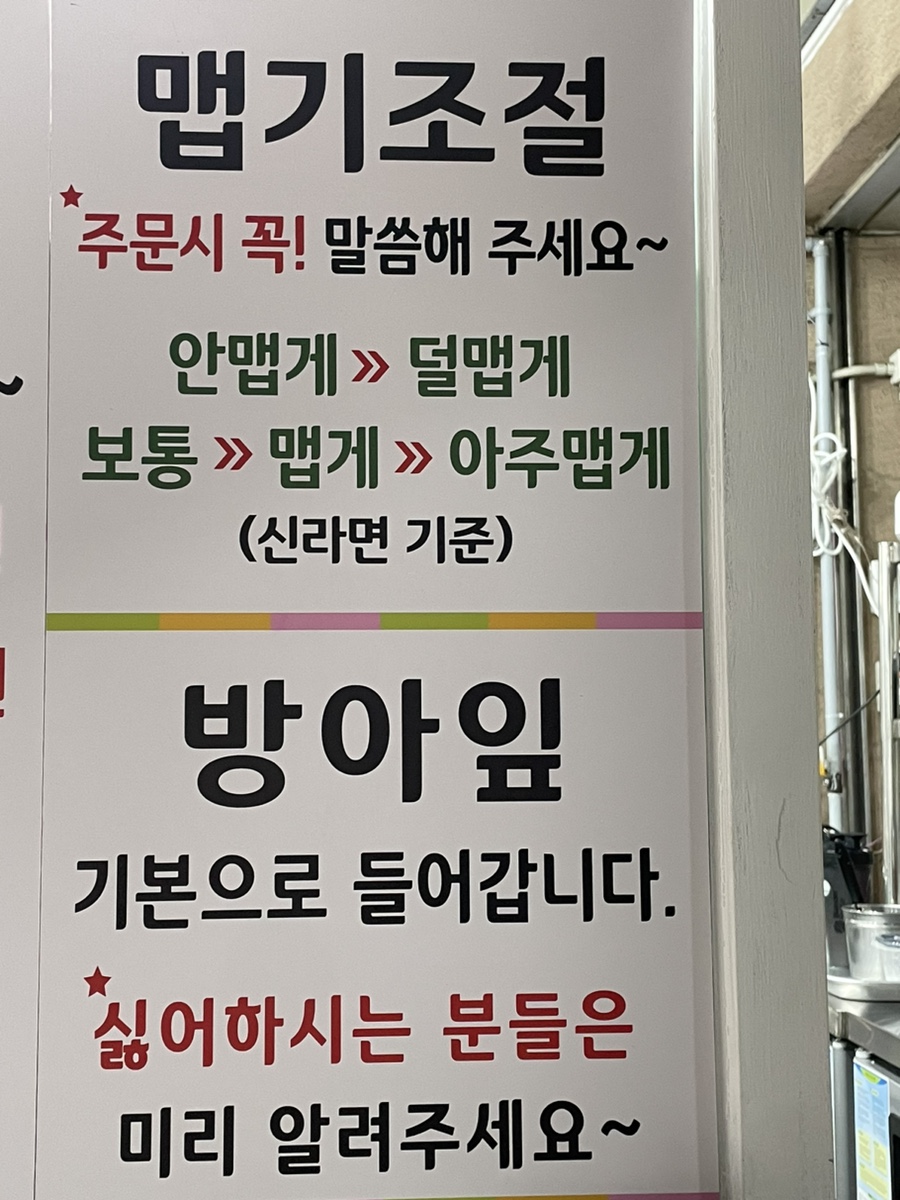 맵기조절
★주문시 꼭! 말씀해 주세요~
안맵게 » 덜맵게
보통 » 맵게 » 아주맵게
(신라면 기준)
방아잎
기본으로 들어갑니다.
★싫어하시는 분들은
미리 알려주세요~